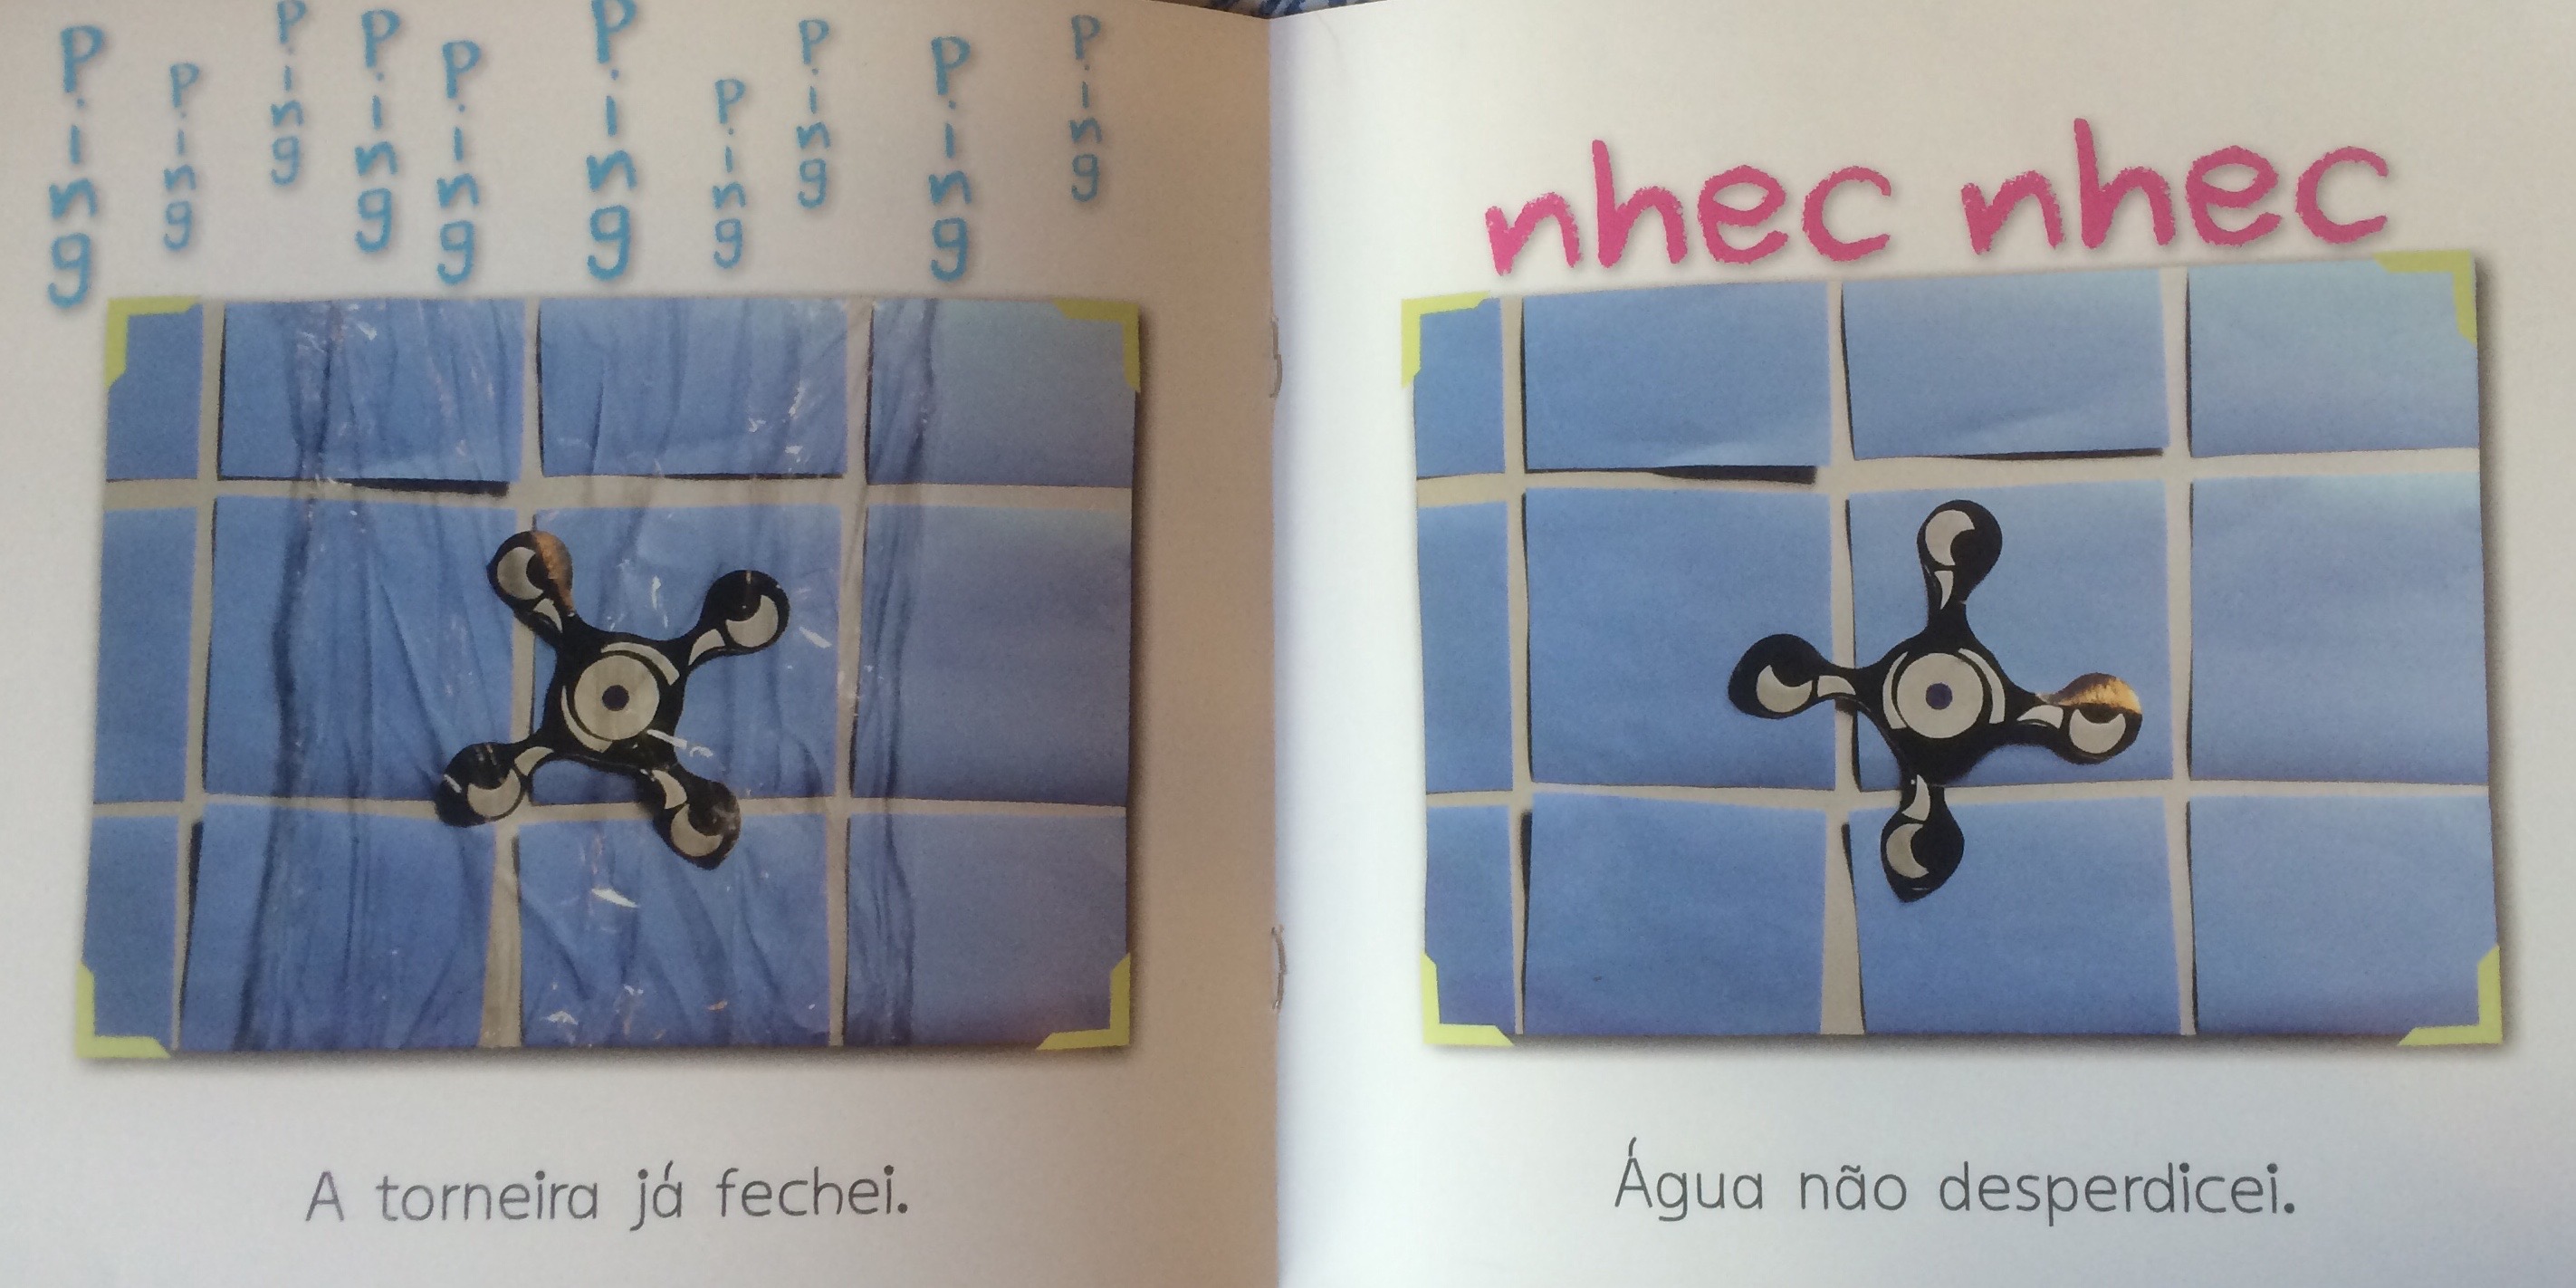 ping ping ping ping ping ping ping ping ping ping
A torneira já fechei.
nhec nhec
Água não desperdicei.